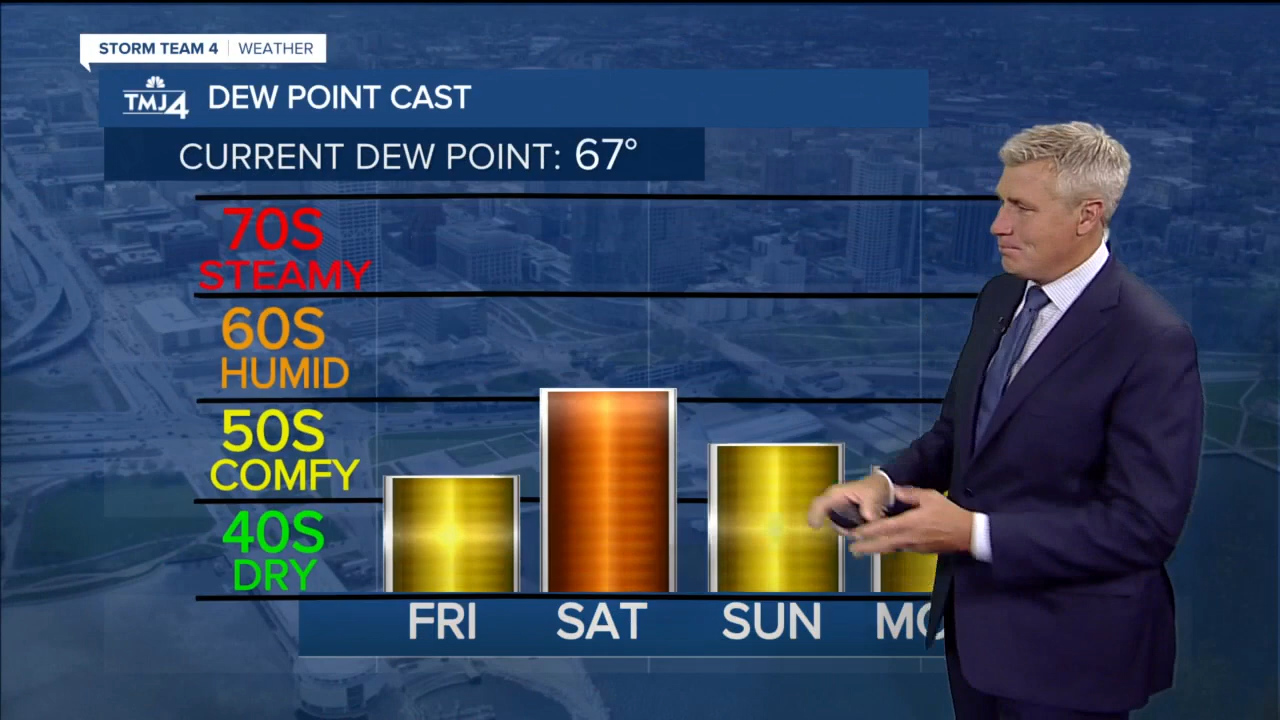 STORM TEAM 4 | WEATHER
TMJ4 DEW POINT CAST
CURRENT DEW POINT: 67°
70S
STEAMY
60S
HUMID
50S
COMFY
40S
DRY
FRI SAT SUN MO